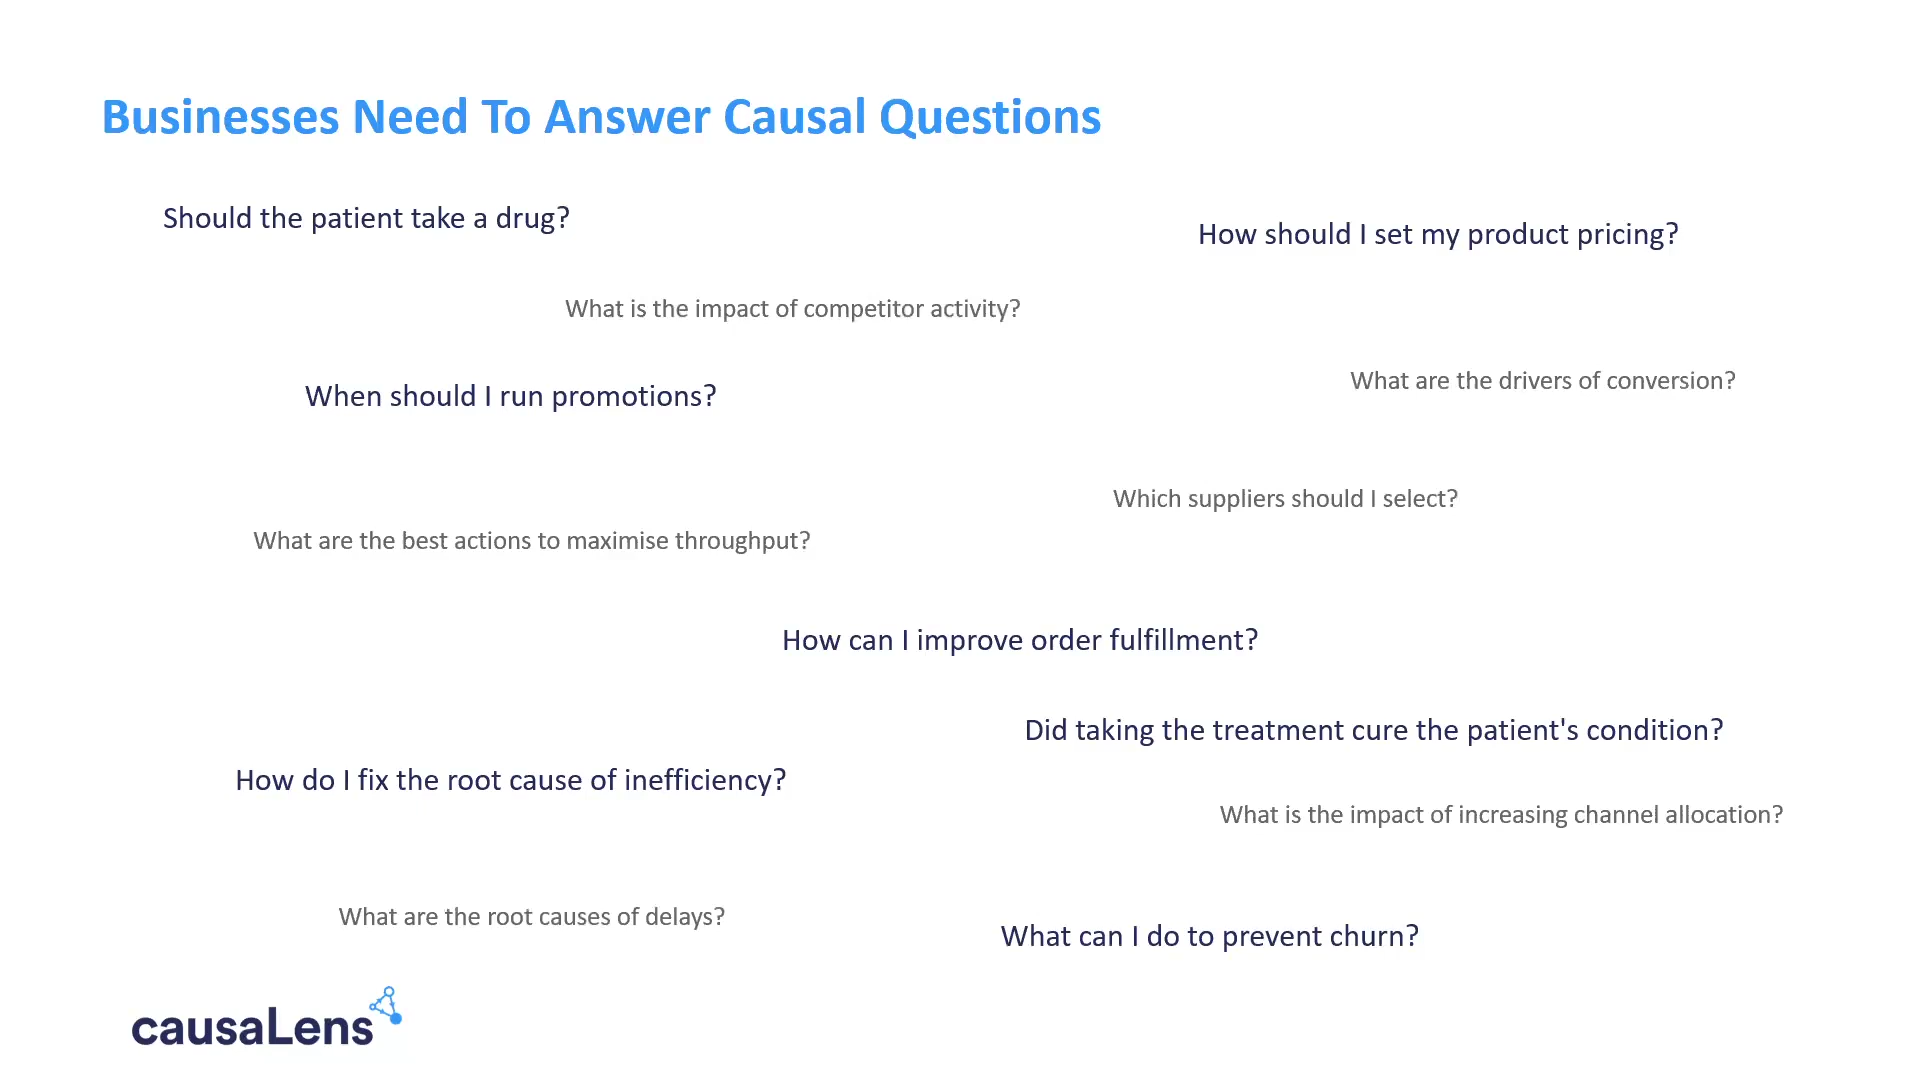 Businesses Need To Answer Causal Questions
Should the patient take a drug?
How should I set my product pricing?
What is the impact of competitor activity?
What are the drivers of conversion?
When should I run promotions?
Which suppliers should I select?
What are the best actions to maximise throughput?
How can I improve order fulfillment?
Did taking the treatment cure the patient's condition?
How do I fix the root cause of inefficiency?
What is the impact of increasing channel allocation?
What are the root causes of delays?
What can I do to prevent churn?
causaLens